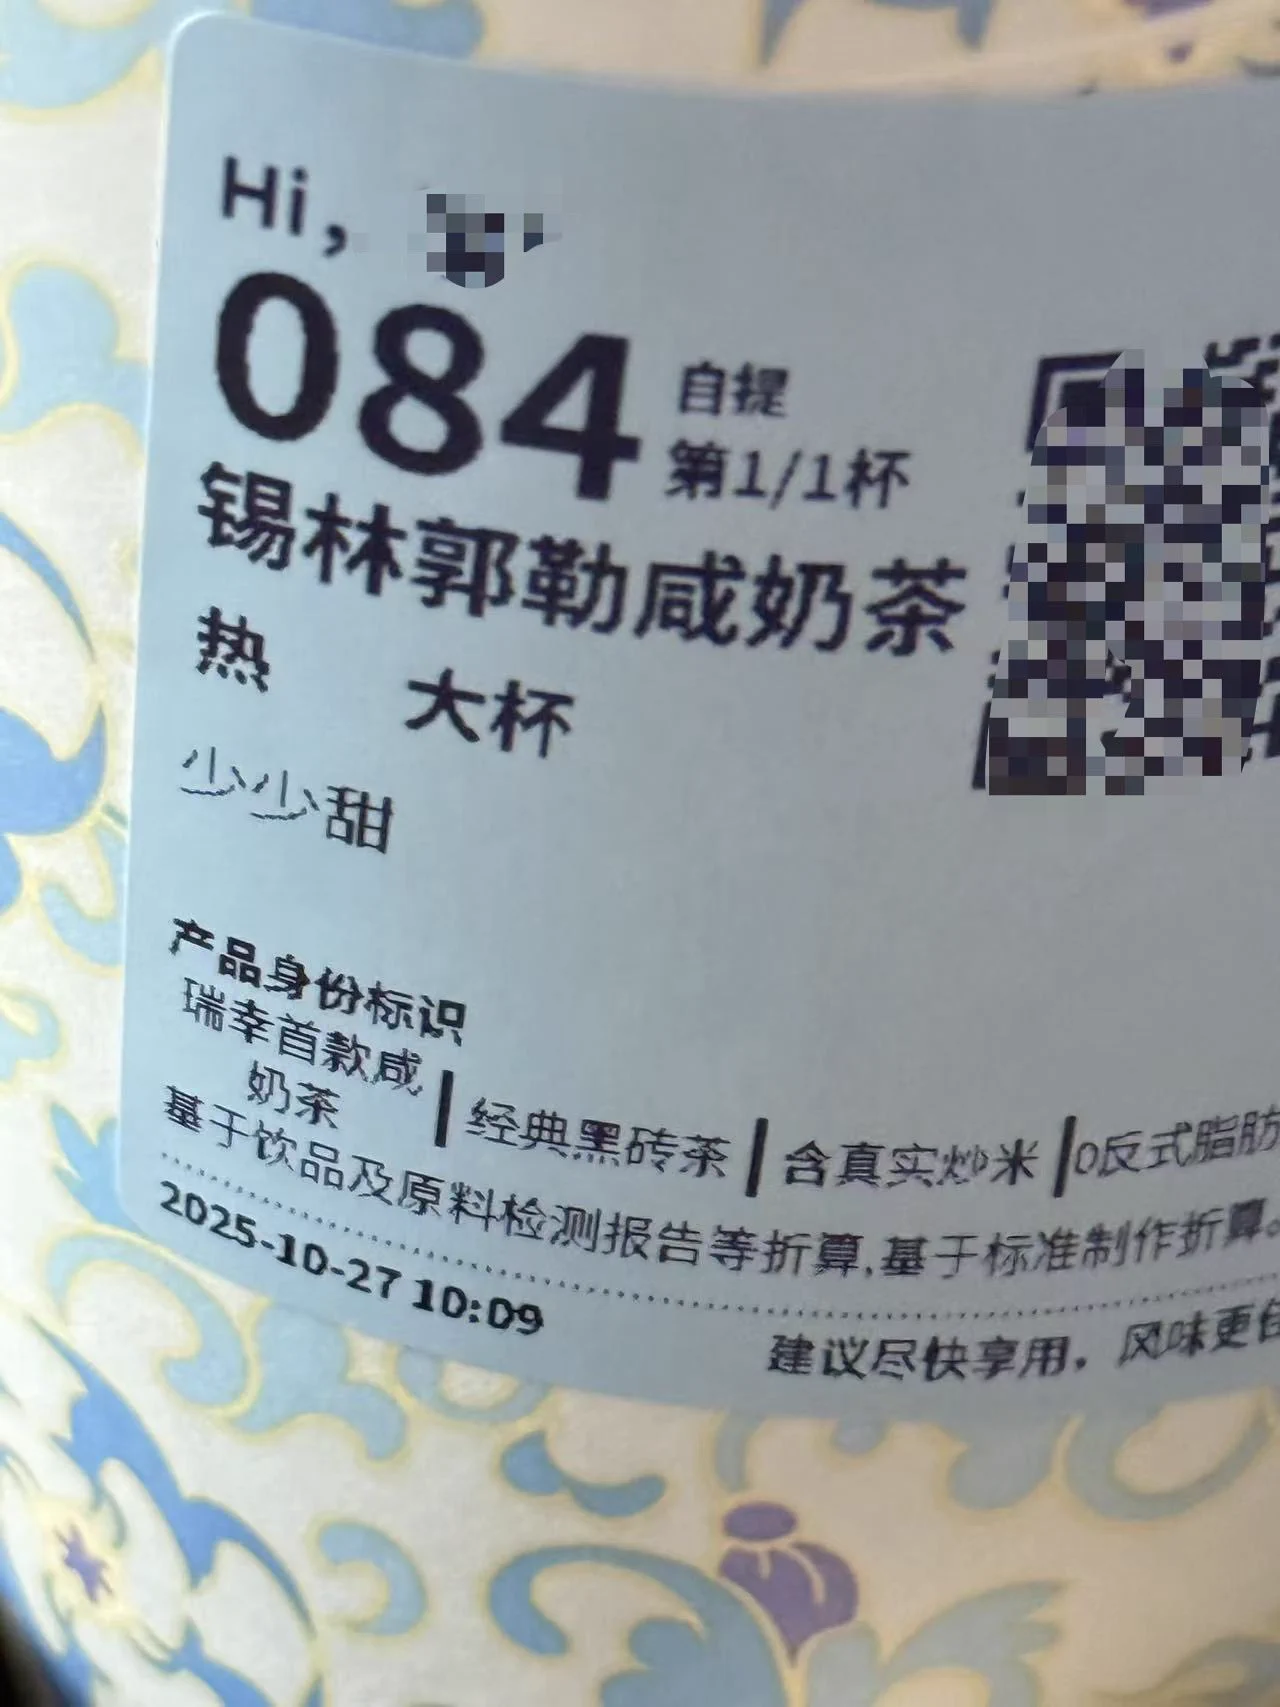 Hi,
084
自提
第1/1杯
锡林郭勒咸奶茶
热 大杯
少少甜
产品身份标识
瑞幸首款咸奶茶 | 经典黑砖茶 | 含真实炒米 | 0反式脂肪
基于饮品及原料检测报告等折算,基于标准制作折算。
2025-10-27 10:09
建议尽快享用，风味更佳